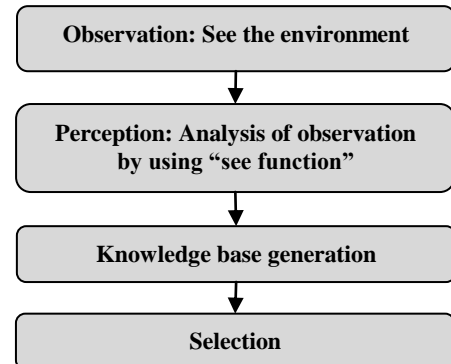 Observation: See the environment
Perception: Analysis of observation
by using “see function”
Knowledge base generation
Selection